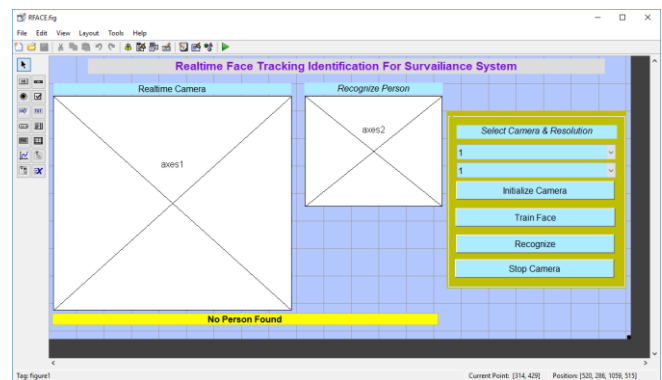 RFACE.fig
File Edit View Layout Tools Help
Realtime Face Tracking Identification For Survailiance System
Realtime Camera
Recognize Person
axes1
axes2
Select Camera & Resolution
1
1
Initialize Camera
Train Face
Recognize
Stop Camera
No Person Found
Tag: figure1
Current Point: [314, 429] Position: [520, 286, 1059, 515]